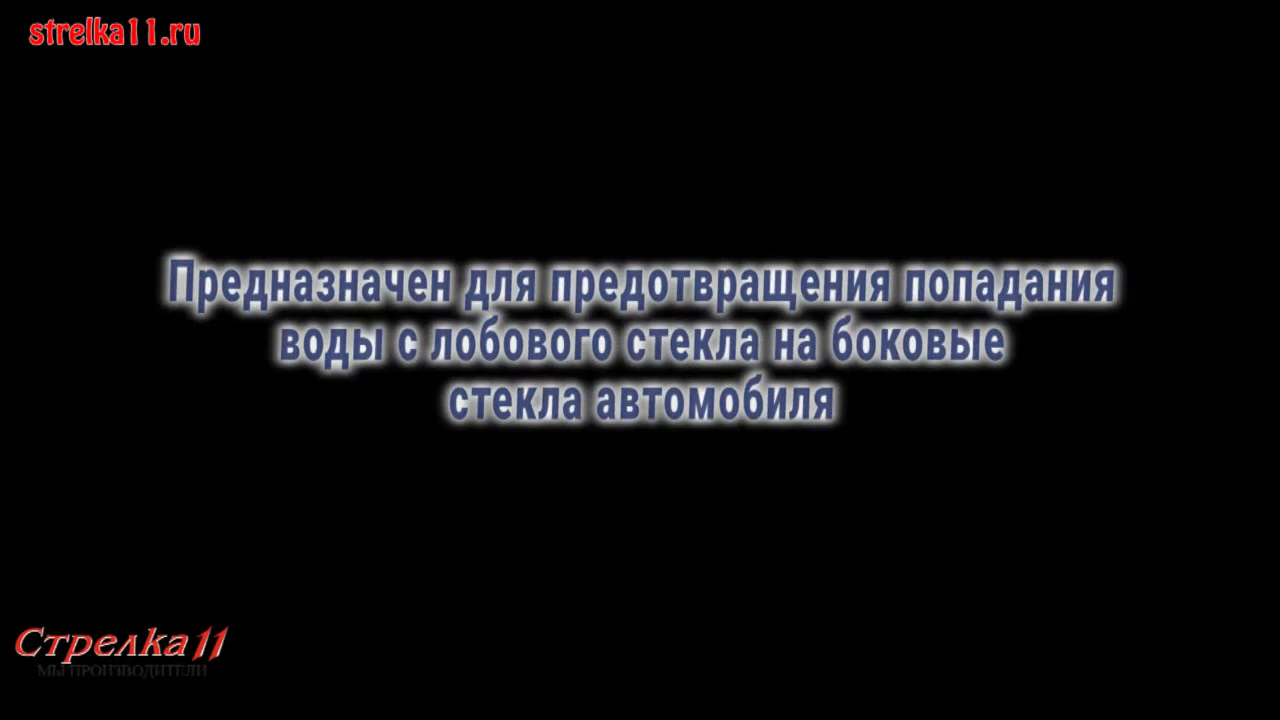 strelka11.ru
Предназначен для предотвращения попадания
воды с лобового стекла на боковые
стекла автомобиля
Стрелка11
МЫ ПРОИЗВОДИТЕЛИ